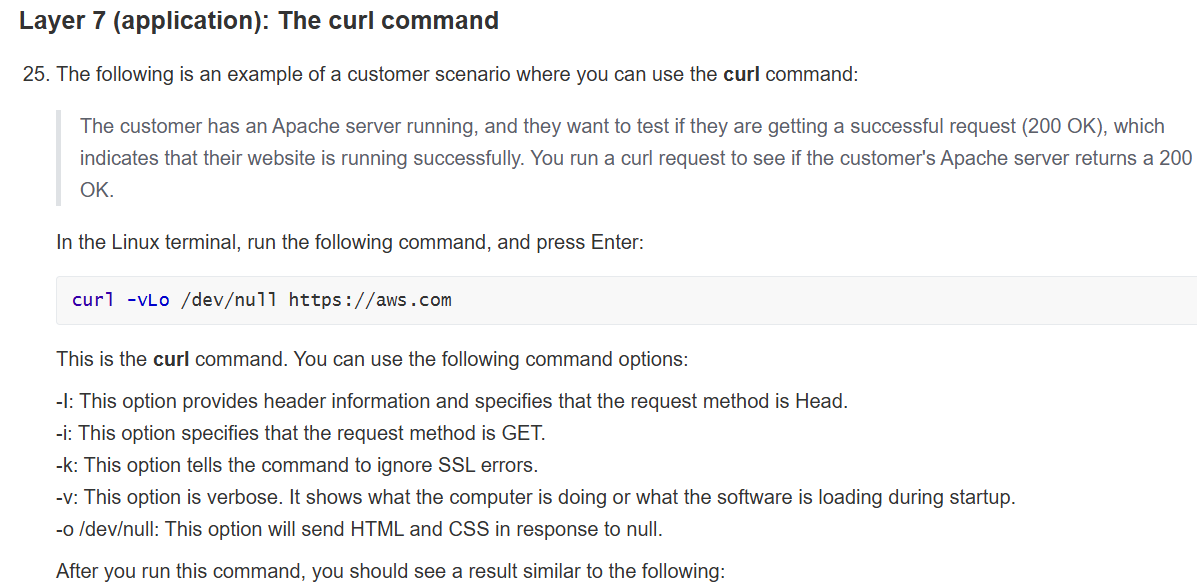 Layer 7 (application): The curl command
25. The following is an example of a customer scenario where you can use the curl command:
The customer has an Apache server running, and they want to test if they are getting a successful request (200 OK), which
indicates that their website is running successfully. You run a curl request to see if the customer's Apache server returns a 200
OK.
In the Linux terminal, run the following command, and press Enter:
curl -vLo /dev/null https://aws.com
This is the curl command. You can use the following command options:
-I: This option provides header information and specifies that the request method is Head.
-i: This option specifies that the request method is GET.
-k: This option tells the command to ignore SSL errors.
-v: This option is verbose. It shows what the computer is doing or what the software is loading during startup.
-o /dev/null: This option will send HTML and CSS in response to null.
After you run this command, you should see a result similar to the following: